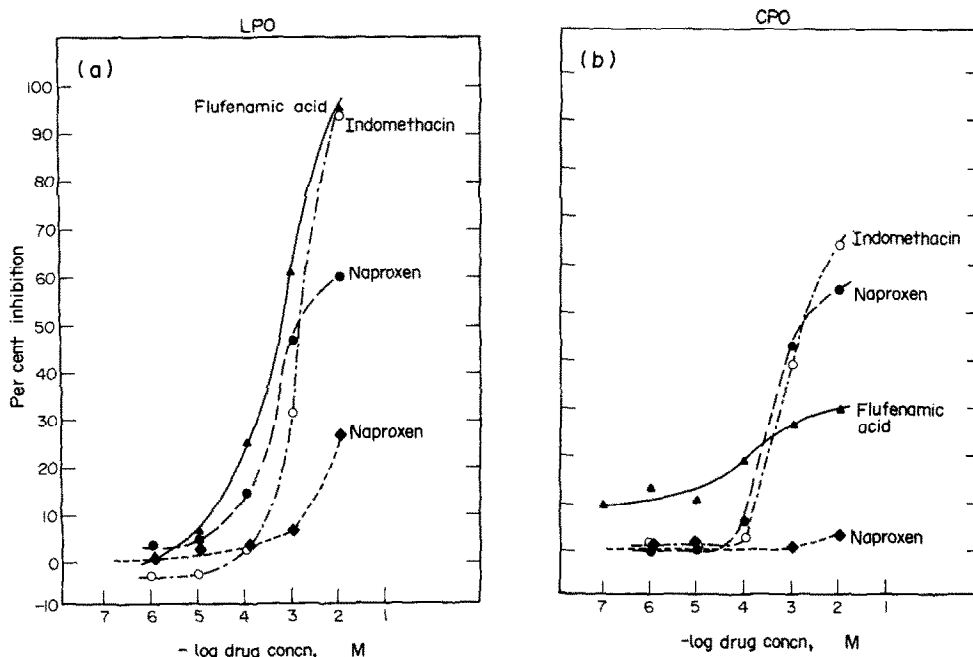 LPO
(a)
100
90
80
70
60
50
40
30
20
10
0
-10
Per cent inhibition
Flufenamic acid
Indomethacin
Naproxen
Naproxen
7 6 5 4 3 2 1
- log drug concn, M
CPO
(b)
Indomethacin
Naproxen
Flufenamic
acid
Naproxen
7 6 5 4 3 2 1
-log drug concn, M